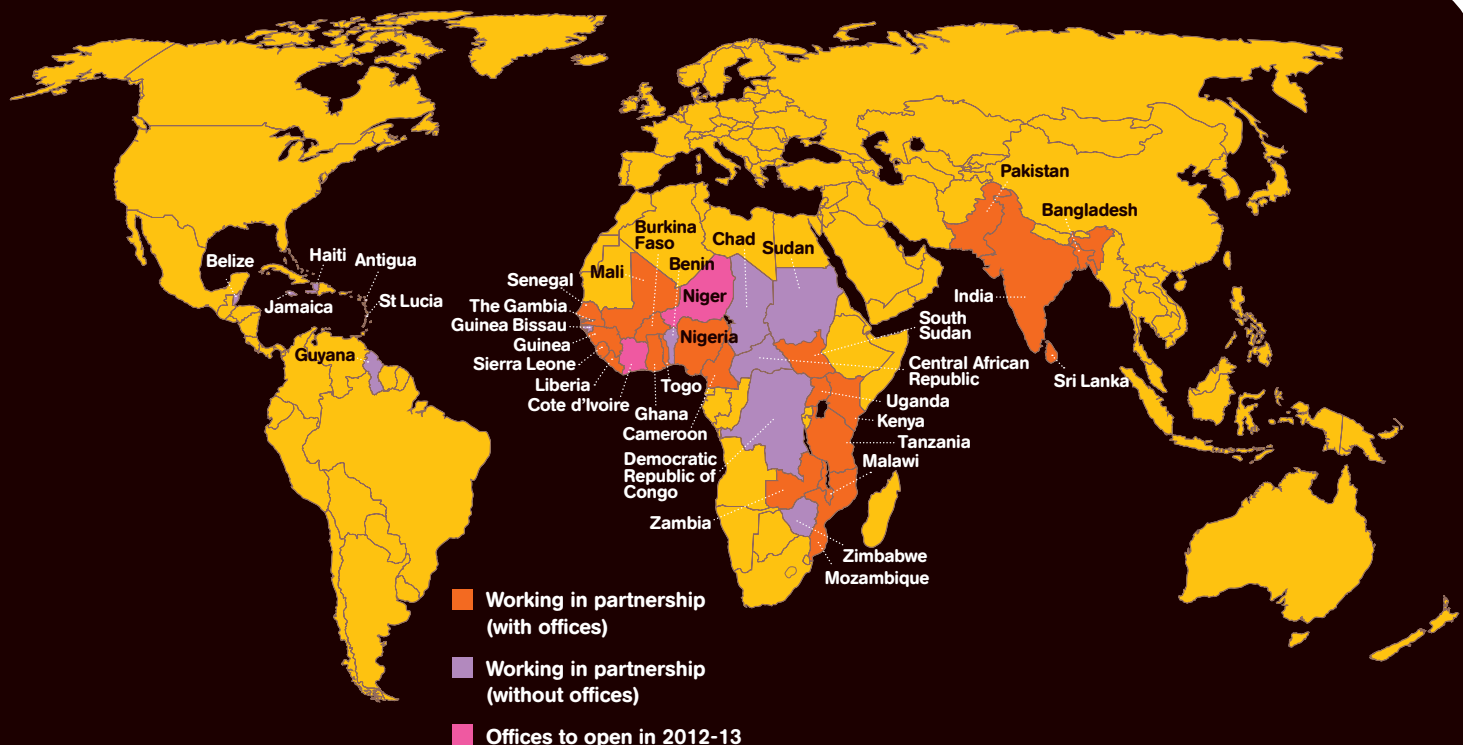 Pakistan
Bangladesh
Burkina
Faso
Chad
Sudan
Belize
Haiti
Antigua
Benin
Mali
Senegal
Niger
The Gambia
Jamaica
St Lucia
India
Guinea Bissau
South
Sudan
Nigeria
Guinea
Guyana
Sierra Leone
Central African
Republic
Liberia
Togo
Sri Lanka
Cote d'Ivoire
Uganda
Ghana
Kenya
Cameroon
Tanzania
Democratic
Republic of
Congo
Malawi
Zambia
Zimbabwe
Mozambique
Working in partnership
(with offices)
Working in partnership
(without offices)
Offices to open in 2012-13